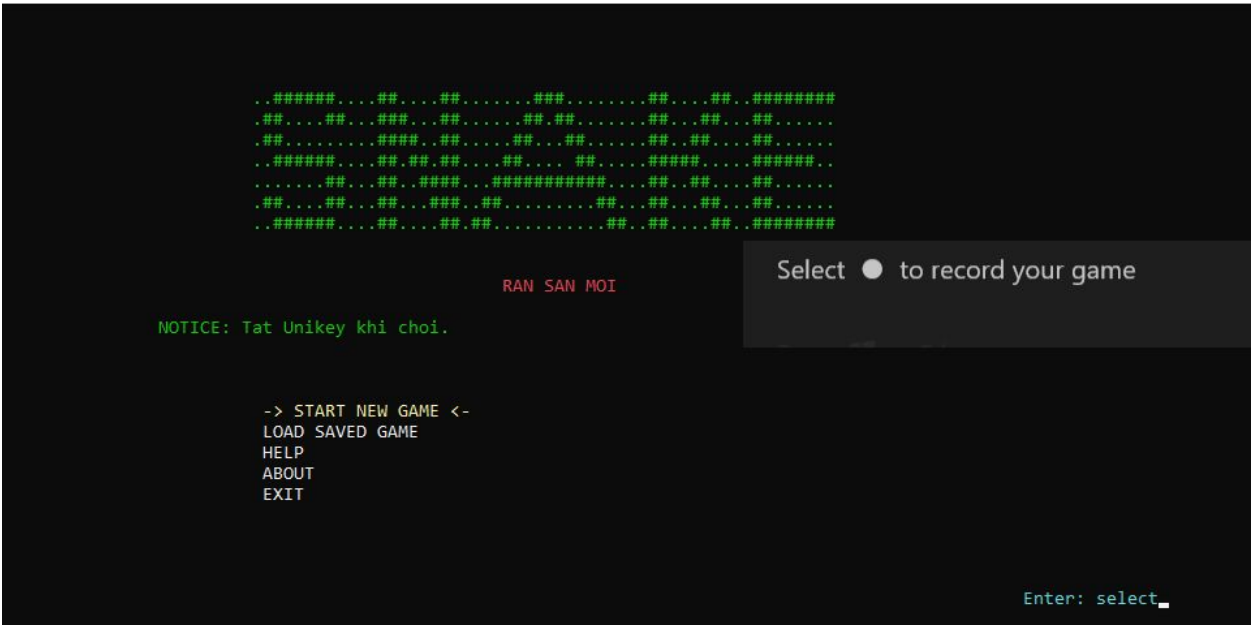 ..######....##....##.......###........##....##..########
.##....##...###...##......##.##.......##...##...##......
.##.........####..##.....##...##......##..##....##......
..######....##.##.##....##.... ##.....#####.....######..
.......##...##..####...###########....##..##....##......
.##....##...##...###..##.........##...##...##...##......
..######....##....##.##...........##..##....##..########
Select ● to record your game
RAN SAN MOI
NOTICE: Tat Unikey khi choi.
-> START NEW GAME <-
LOAD SAVED GAME
HELP
ABOUT
EXIT
Enter: select